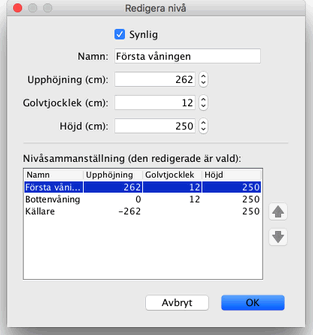 Redigera nivå
Synlig
Namn: Första våningen
Upphöjning (cm): 262
Golvtjocklek (cm): 12
Höjd (cm): 250
Nivåsammanställning (den redigerade är vald):
Namn Upphöjning Golvtjocklek Höjd
Första våni... 262 12 250
Bottenvåning 0 12 250
Källare -262 250
Avbryt OK